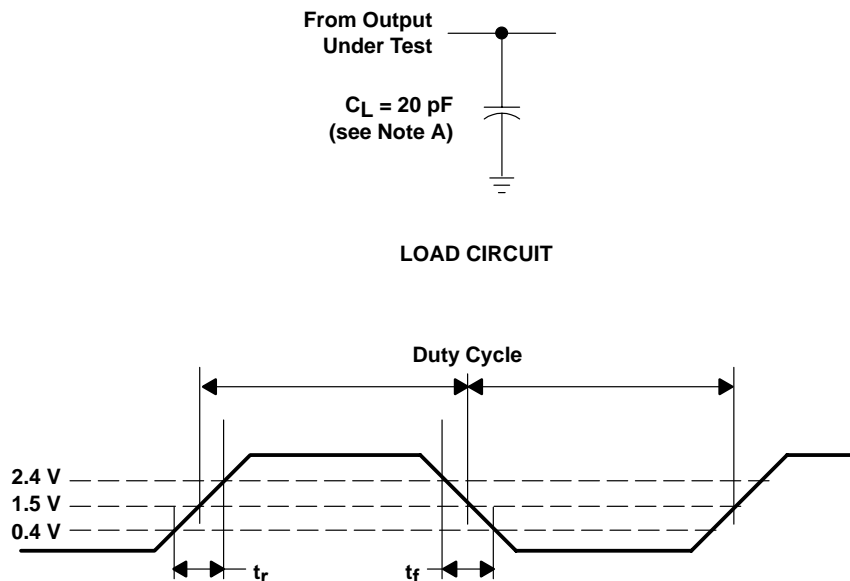 From Output
Under Test
CL = 20 pF
(see Note A)
LOAD CIRCUIT
Duty Cycle
2.4 V
1.5 V
0.4 V
tr
tf